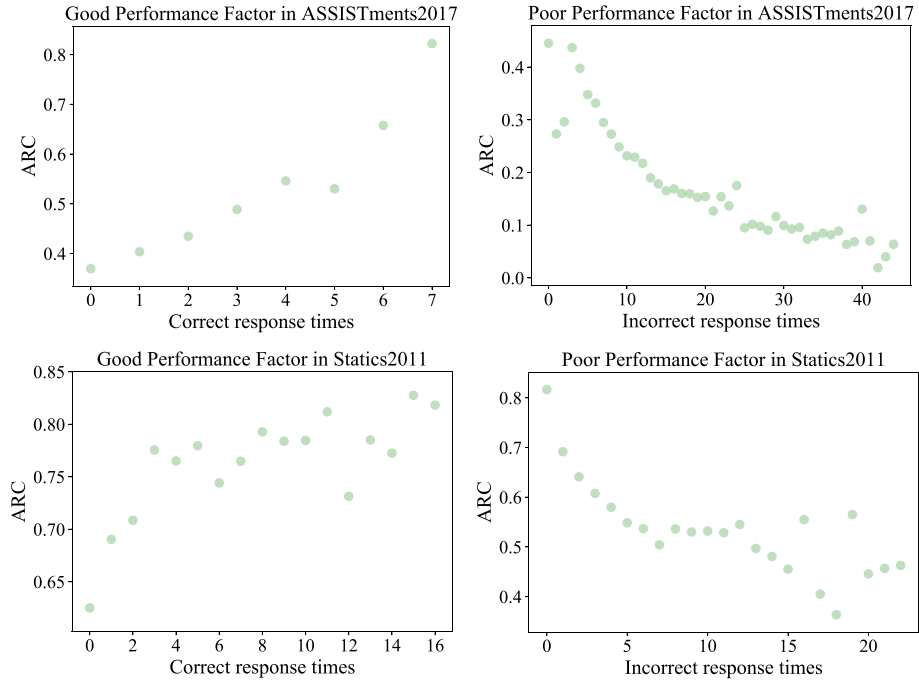 Good Performance Factor in ASSISTments2017
0.8
0.7
0.6
0.5
0.4
ARC
0 1 2 3 4 5 6 7
Correct response times
Poor Performance Factor in ASSISTments2017
0.4
0.3
0.2
0.1
0.0
ARC
0 10 20 30 40
Incorrect response times
Good Performance Factor in Statics2011
0.85
0.80
0.75
0.70
0.65
ARC
0 2 4 6 8 10 12 14 16
Correct response times
Poor Performance Factor in Statics2011
0.8
0.7
0.6
0.5
0.4
ARC
0 5 10 15 20
Incorrect response times